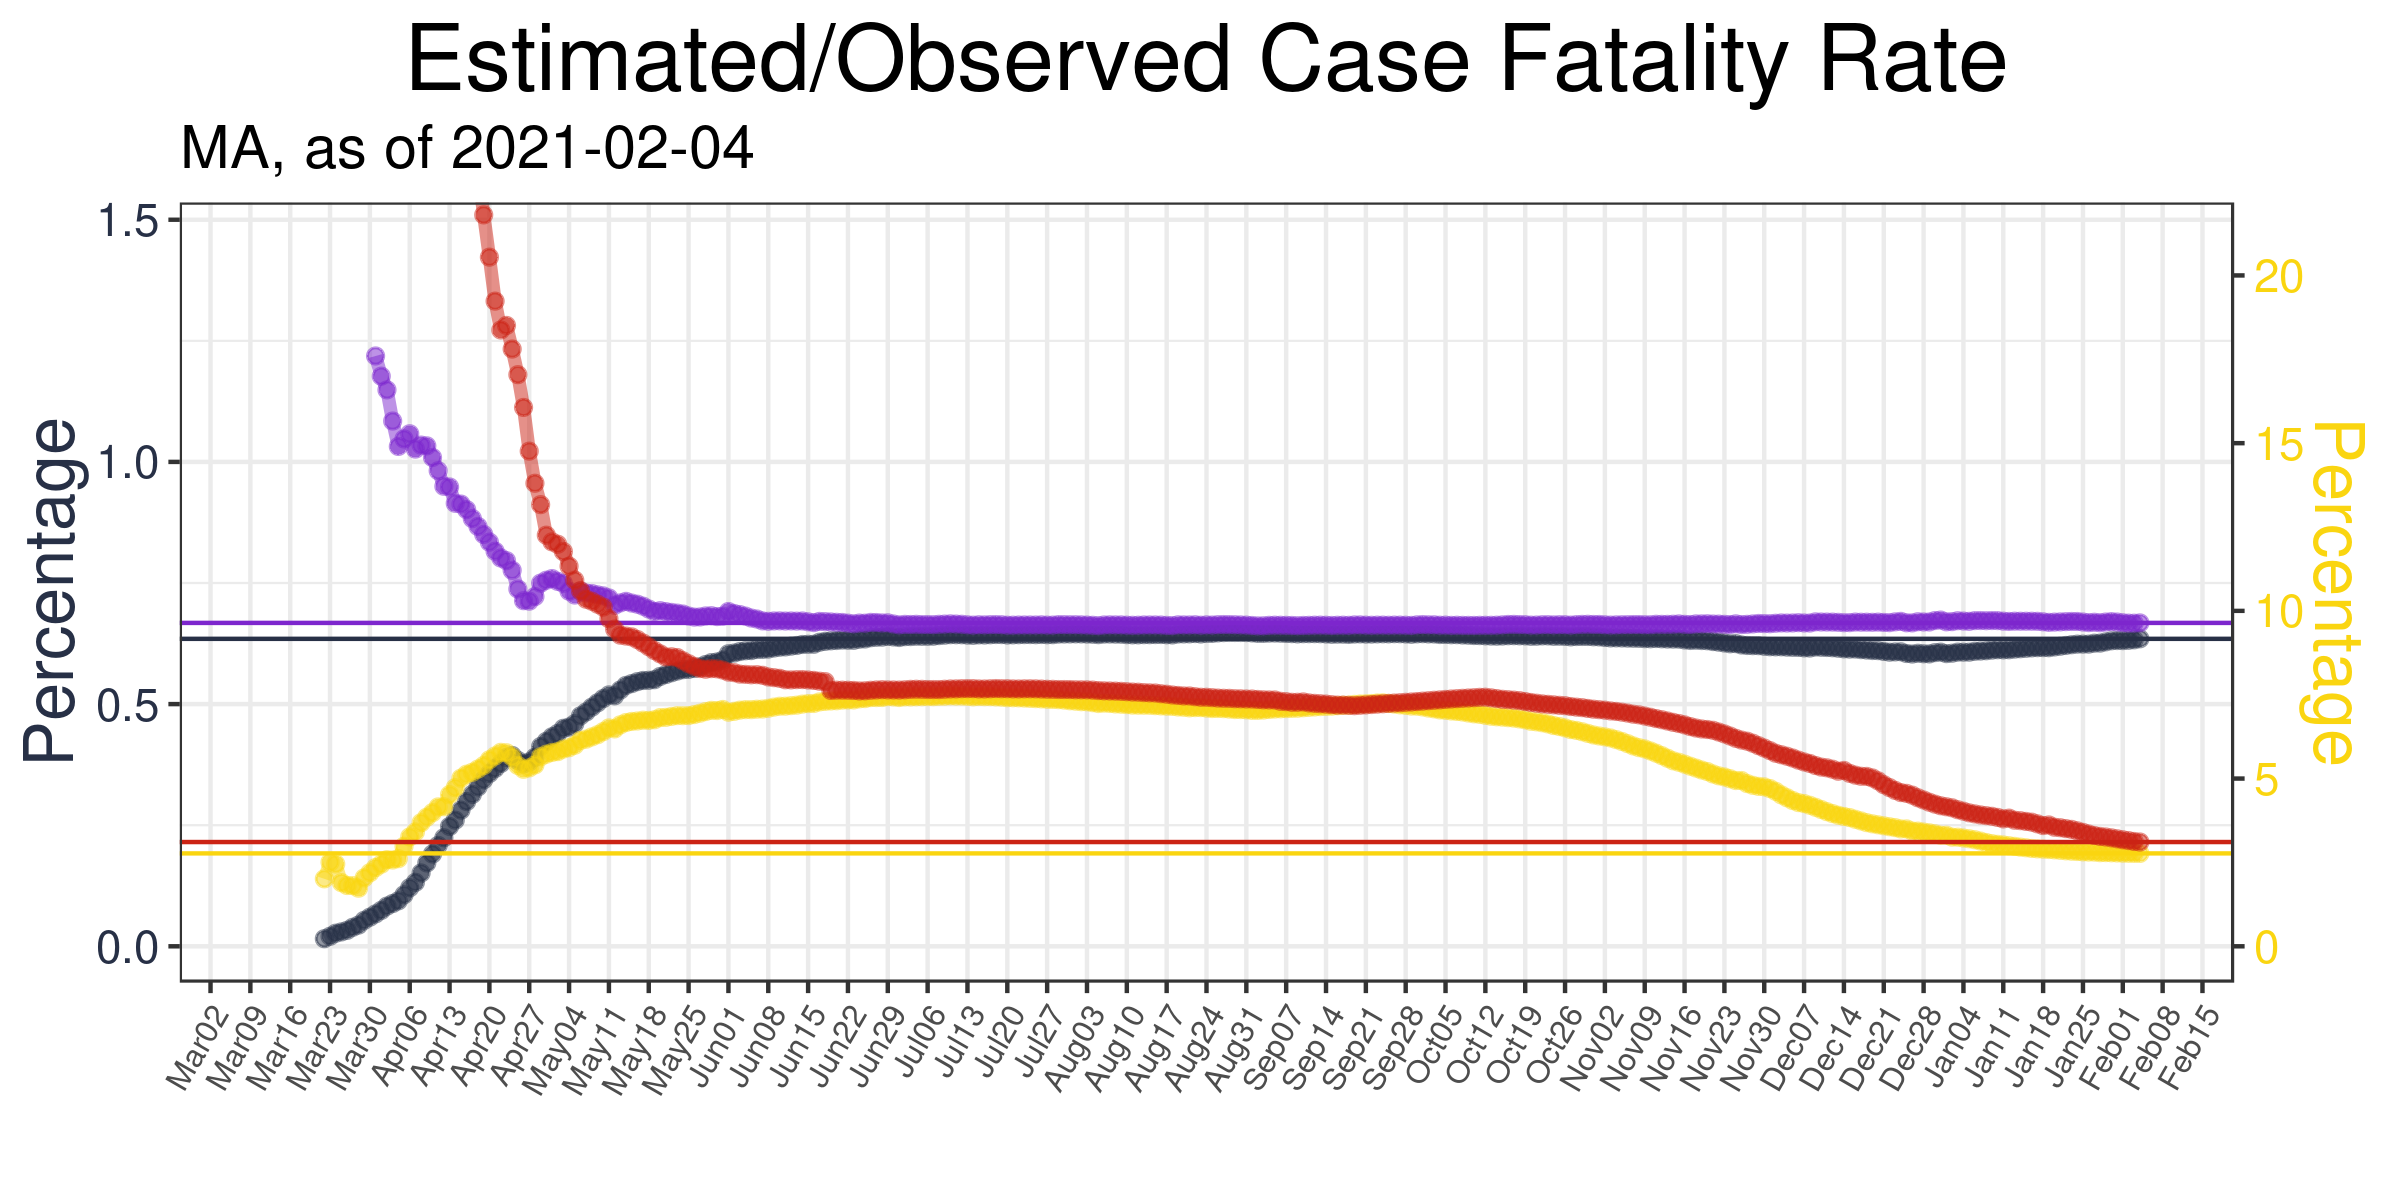 Estimated/Observed Case Fatality Rate
MA, as of 2021-02-04
Percentage
1.5
1.0
0.5
0.0
20
15
10
5
0
Percentage
Mar02
Mar09
Mar16
Mar23
Mar30
Apr06
Apr13
Apr20
Apr27
May04
May11
May18
May25
Jun01
Jun08
Jun15
Jun22
Jun29
Jul06
Jul13
Jul20
Jul27
Aug03
Aug10
Aug17
Aug24
Aug31
Sep07
Sep14
Sep21
Sep28
Oct05
Oct12
Oct19
Oct26
Nov02
Nov09
Nov16
Nov23
Nov30
Dec07
Dec14
Dec21
Dec28
Jan04
Jan11
Jan18
Jan25
Feb01
Feb08
Feb15